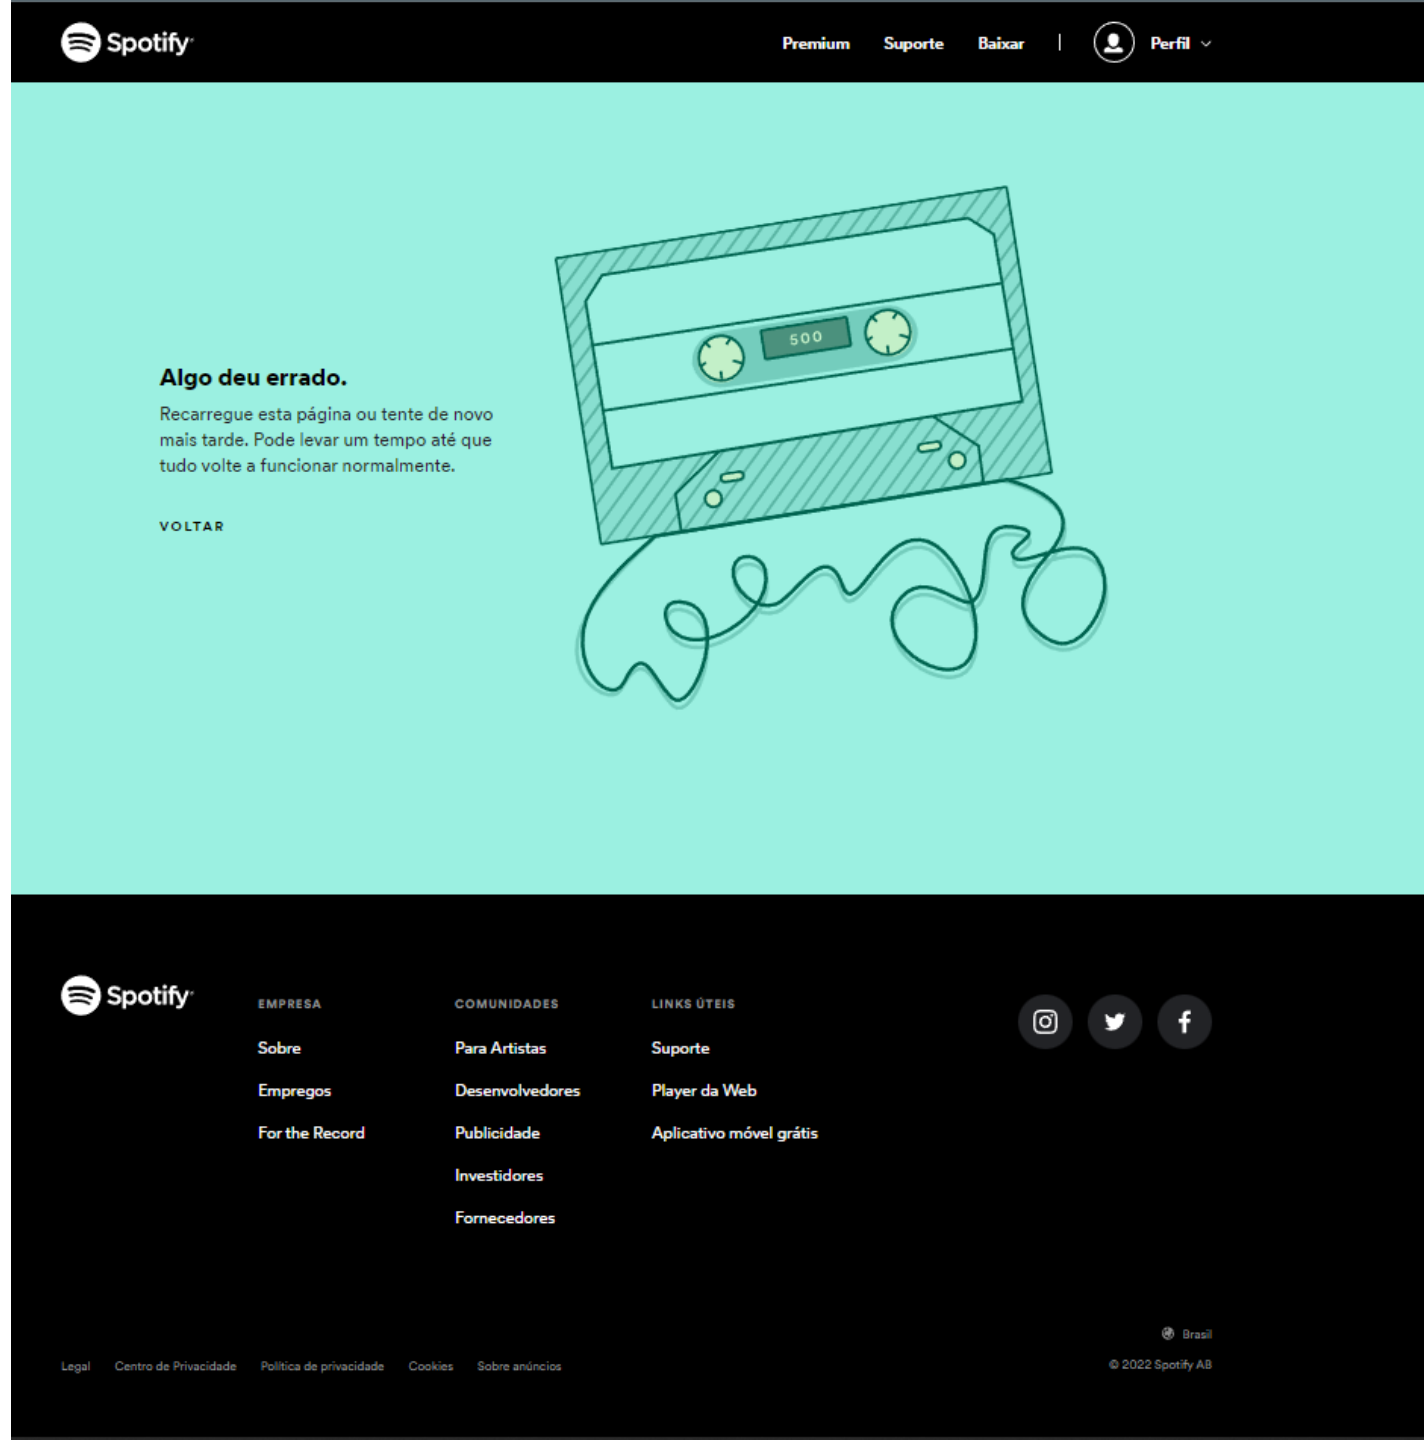 Spotify
Premium Suporte Baixar | Perfil
500
Algo deu errado.
Recarregue esta página ou tente de novo
mais tarde. Pode levar um tempo até que
tudo volte a funcionar normalmente.
VOLTAR
Spotify
EMPRESA
Sobre
Empregos
For the Record
COMUNIDADES
Para Artistas
Desenvolvedores
Publicidade
Investidores
Fornecedores
LINKS ÚTEIS
Suporte
Player da Web
Aplicativo móvel grátis
Brasil
Legal Centro de Privacidade Política de privacidade Cookies Sobre anúncios
© 2022 Spotify AB